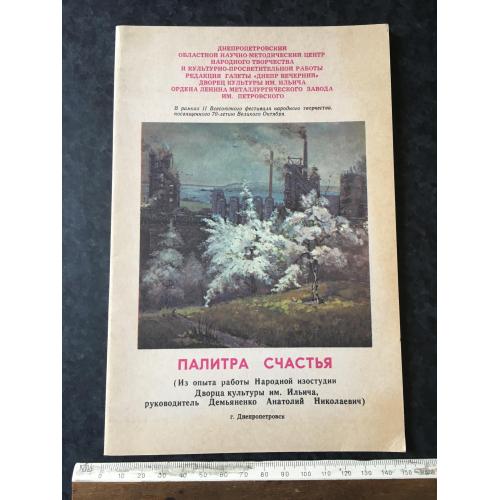 ДНЕПРОПЕТРОВСКИЙ
ОБЛАСТНОЙ НАУЧНО-МЕТОДИЧЕСКИЙ ЦЕНТР
НАРОДНОГО ТВОРЧЕСТВА
И КУЛЬТУРНО-ПРОСВЕТИТЕЛЬНОЙ РАБОТЫ
РЕДАКЦИЯ ГАЗЕТЫ «ДНЕПР ВЕЧЕРНИЙ»
ДВОРЕЦ КУЛЬТУРЫ ИМ. ИЛЬИЧА
ОРДЕНА ЛЕНИНА МЕТАЛЛУРГИЧЕСКОГО ЗАВОДА
ИМ. ПЕТРОВСКОГО
В рамках II Всесоюзного фестиваля народного творчества,
посвященного 70-летию Великого Октября.
ПАЛИТРА СЧАСТЬЯ
(Из опыта работы Народной изостудии
Дворца культуры им. Ильича,
руководитель Демьяненко Анатолий Николаевич)
г. Днепропетровск